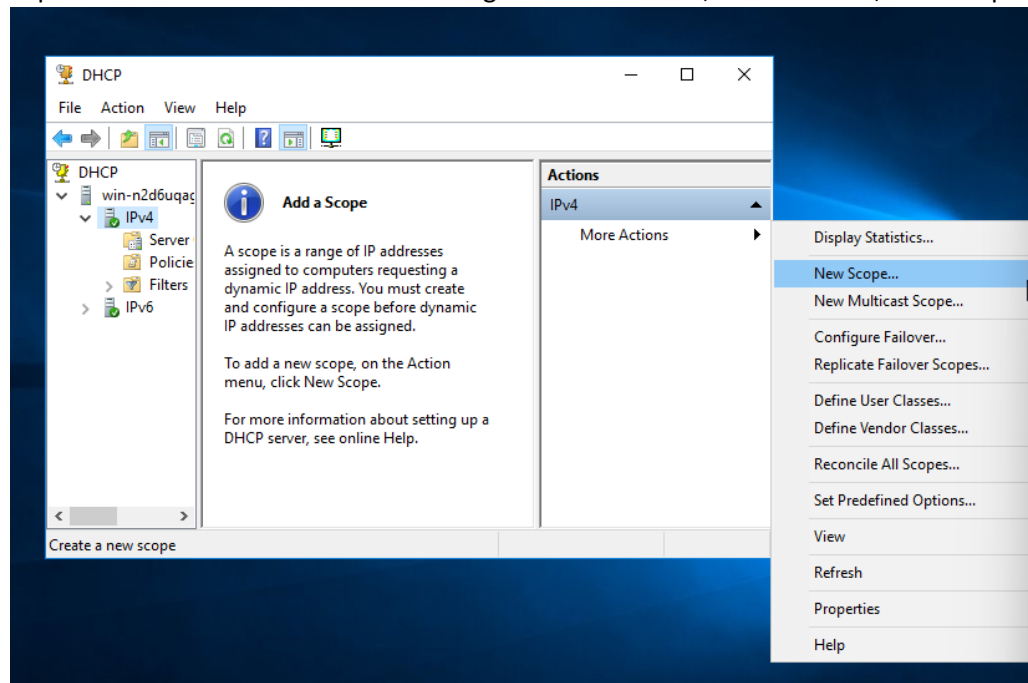 DHCP
File Action View Help
DHCP
win-n2d6uqag
IPv4
Server
Policie
Filters
IPv6
Add a Scope
A scope is a range of IP addresses
assigned to computers requesting a
dynamic IP address. You must create
and configure a scope before dynamic
IP addresses can be assigned.
To add a new scope, on the Action
menu, click New Scope.
For more information about setting up a
DHCP server, see online Help.
Actions
IPv4
More Actions
Display Statistics...
New Scope...
New Multicast Scope...
Configure Failover...
Replicate Failover Scopes...
Define User Classes...
Define Vendor Classes...
Reconcile All Scopes...
Set Predefined Options...
View
Refresh
Properties
Help
Create a new scope